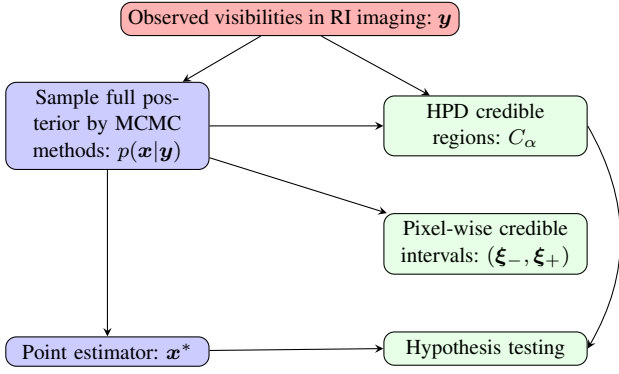 Observed visibilities in RI imaging: y
Sample full pos-
terior by MCMC
methods: p(x|y)
HPD credible
regions: C_α
Pixel-wise credible
intervals: (ξ₋, ξ₊)
Point estimator: x*
Hypothesis testing